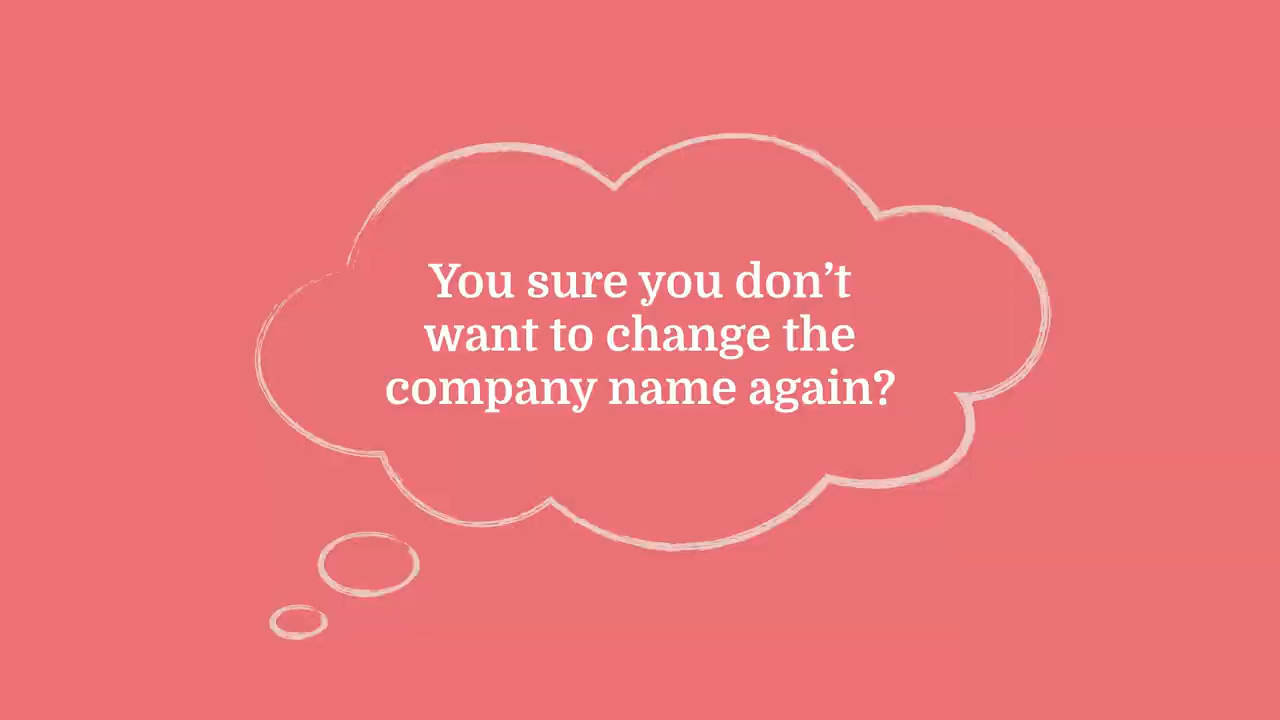 You sure you don’t
want to change the
company name again?